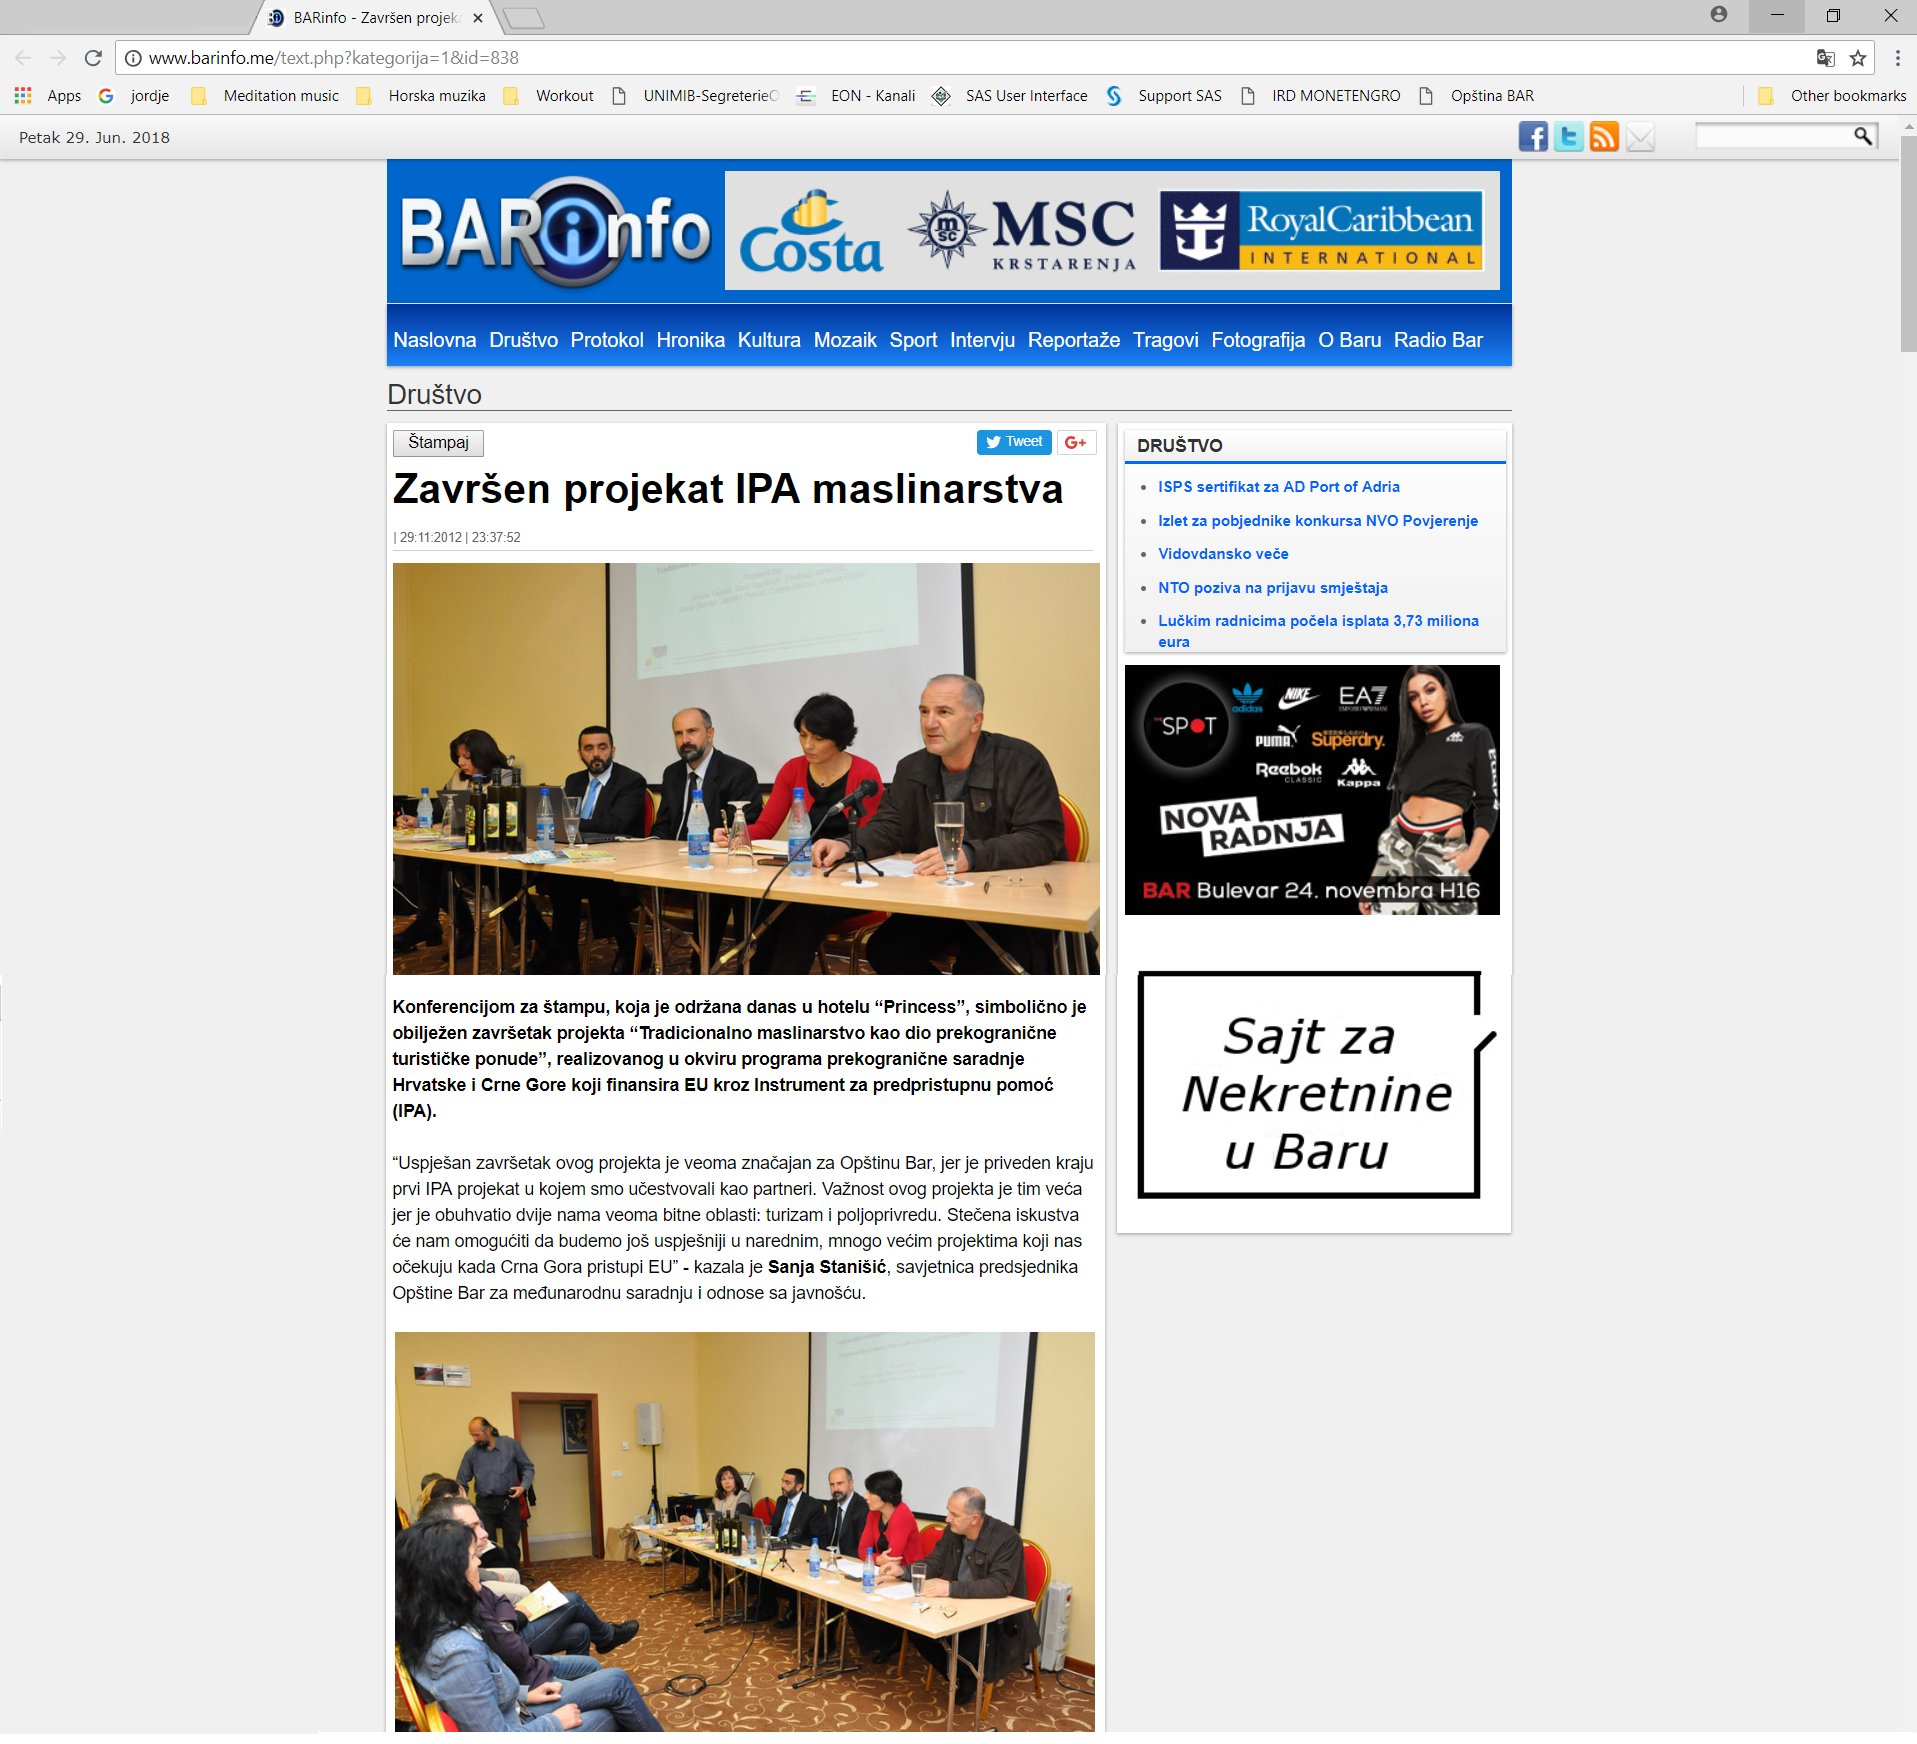 BARinfo - Završen projeka
www.barinfo.me/text.php?kategorija=1&id=838
Apps jordje Meditation music Horska muzika Workout UNIMIB-SegreterieO EON - Kanali SAS User Interface Support SAS IRD MONETENGRO Opština BAR Other bookmarks
Petak 29. Jun. 2018
BARinfo
Costa
MSC
KRSTARENJA
RoyalCaribbean
INTERNATIONAL
Naslovna Društvo Protokol Hronika Kultura Mozaik Sport Intervju Reportaže Tragovi Fotografija O Baru Radio Bar
Društvo
Štampaj
Tweet
G+
Završen projekat IPA maslinarstva
| 29:11:2012 | 23:37:52
Konferencijom za štampu, koja je održana danas u hotelu “Princess”, simbolično je
obilježen završetak projekta “Tradicionalno maslinarstvo kao dio prekogranične
turističke ponude”, realizovanog u okviru programa prekogranične saradnje
Hrvatske i Crne Gore koji finansira EU kroz Instrument za predpristupnu pomoć
(IPA).
“Uspješan završetak ovog projekta je veoma značajan za Opštinu Bar, jer je priveden kraju
prvi IPA projekat u kojem smo učestvovali kao partneri. Važnost ovog projekta je tim veća
jer je obuhvatio dvije nama veoma bitne oblasti: turizam i poljoprivredu. Stečena iskustva
će nam omogućiti da budemo još uspješniji u narednim, mnogo većim projektima koji nas
očekuju kada Crna Gora pristupi EU” - kazala je Sanja Stanišić, savjetnica predsjednika
Opštine Bar za međunarodnu saradnju i odnose sa javnošću.
DRUŠTVO
ISPS sertifikat za AD Port of Adria
Izlet za pobjednike konkursa NVO Povjerenje
Vidovdansko veče
NTO poziva na prijavu smještaja
Lučkim radnicima počela isplata 3,73 miliona
eura
THE SPOT
adidas
NIKE
EA7
EMPORIO ARMANI
PUMA
Superdry.
Reebok
CLASSIC
Kappa
NOVA
RADNJA
BAR Bulevar 24. novembra H16
Sajt za
Nekretnine
u Baru